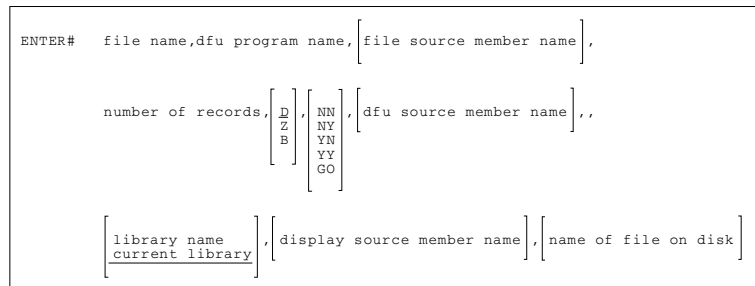 ENTER# file name,dfu program name,[file source member name],
number of records,[D],[NN],[dfu source member name],,
Z NY
B YN
YY
GO
[library name],[display source member name],[name of file on disk]
current library